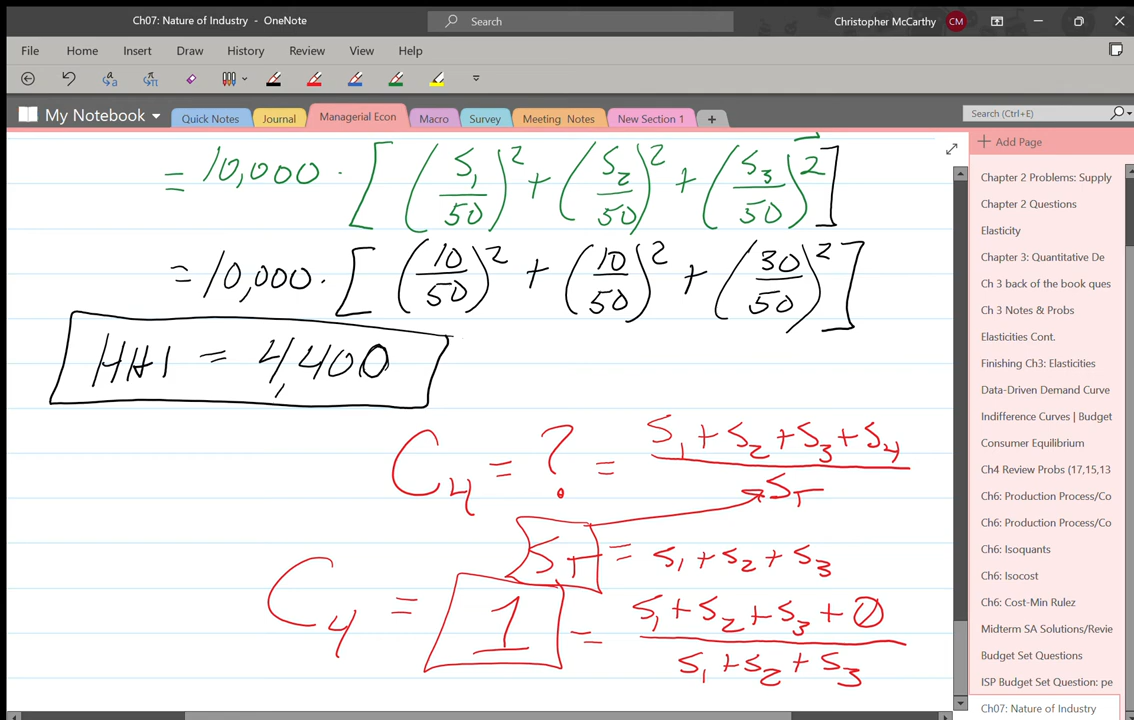 Ch07: Nature of Industry - OneNote
Search
Christopher McCarthy CM
File Home Insert Draw History Review View Help
My Notebook Quick Notes Journal Managerial Econ Macro Survey Meeting Notes New Section 1 +
Search (Ctrl+E)
= 10,000 · [(S₁/50)² + (S₂/50)² + (S₃/50)²]
= 10,000 · [(10/50)² + (10/50)² + (30/50)²]
HHI = 4,400
C₄ = ? = (S₁ + S₂ + S₃ + S₄)/S_T
S_T = S₁ + S₂ + S₃
C₄ = 1 = (S₁ + S₂ + S₃ + 0)/(S₁ + S₂ + S₃)
Add Page
Chapter 2 Problems: Supply
Chapter 2 Questions
Elasticity
Chapter 3: Quantitative De
Ch 3 back of the book ques
Ch 3 Notes & Probs
Elasticities Cont.
Finishing Ch3: Elasticities
Data-Driven Demand Curve
Indifference Curves | Budget
Consumer Equilibrium
Ch4 Review Probs (17,15,13
Ch6: Production Process/Co
Ch6: Production Process/Co
Ch6: Isoquants
Ch6: Isocost
Ch6: Cost-Min Rulez
Midterm SA Solutions/Revie
Budget Set Questions
ISP Budget Set Question: pe
Ch07: Nature of Industry